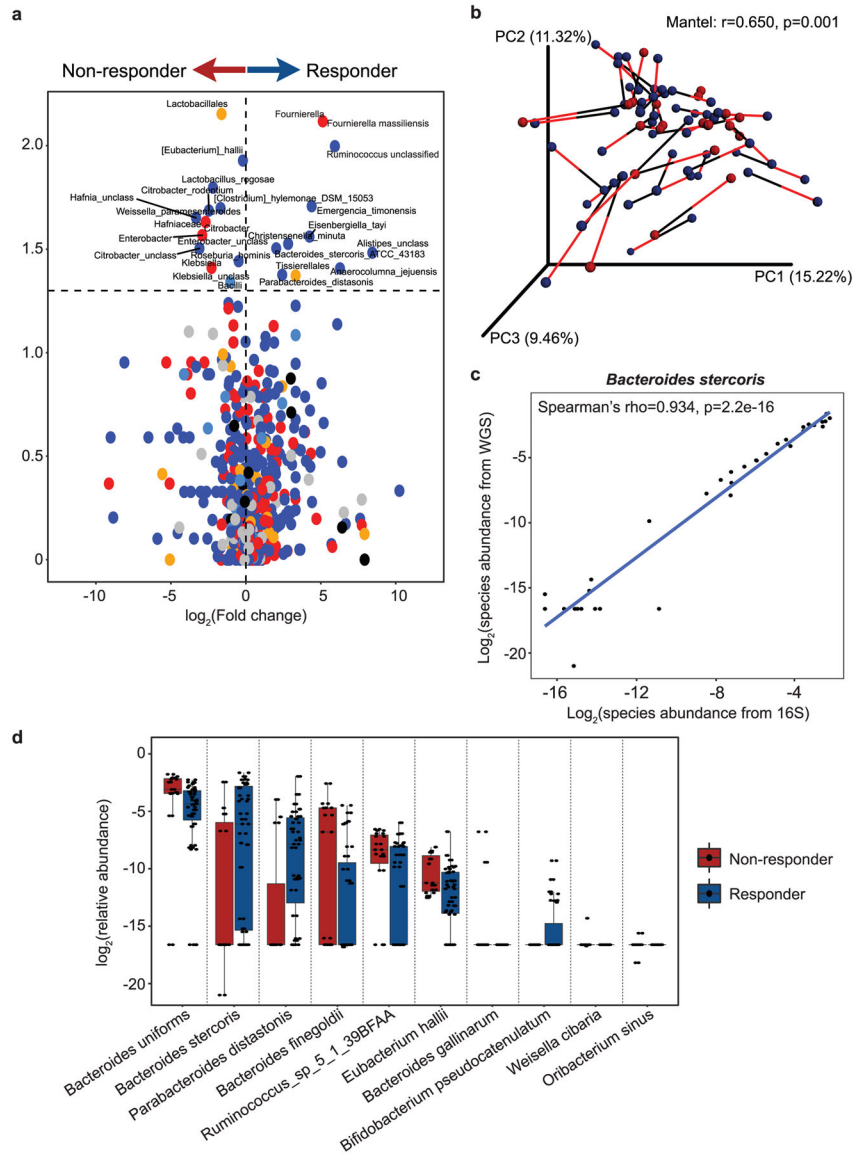 a
Non-responder
Responder
Lactobacillales
Fournierella
Fournierella massiliensis
Ruminococcus unclassified
[Eubacterium]_hallii
Lactobacillus_rogosae
Citrobacter_rodentium
Hafnia_unclass
[Clostridium]_hylemonae_DSM_15053
Weissella_paramesenteroides
Emergencia_timonensis
Hafniaceae
Citrobacter
Eisenbergiella_tayi
Enterobacter
Enterobacter_unclass
Christensenella_minuta
Alistipes_unclass
Citrobacter_unclass
Roseburia_hominis
Bacteroides_stercoris_ATCC_43183
Klebsiella
Tissierellales
Anaerocolumna_jejuensis
Klebsiella_unclass
Bacilli
Parabacteroides_distasonis
2.0
1.5
1.0
0.5
0
-10
-5
0
5
10
log2(Fold change)
b
Mantel: r=0.650, p=0.001
PC2 (11.32%)
PC1 (15.22%)
PC3 (9.46%)
c
Bacteroides stercoris
Spearman's rho=0.934, p=2.2e-16
Log2(species abundance from WGS)
-5
-10
-15
-20
-16
-12
-8
-4
Log2(species abundance from 16S)
d
log2(relative abundance)
0
-5
-10
-15
-20
Non-responder
Responder
Bacteroides uniforms
Bacteroides stercoris
Parabacteroides distastonis
Bacteroides finegoldii
Ruminococcus_sp_5_1_39BFAA
Eubacterium hallii
Bacteroides gallinarum
Bifidobacterium pseudocatenulatum
Weisella cibaria
Oribacterium sinus